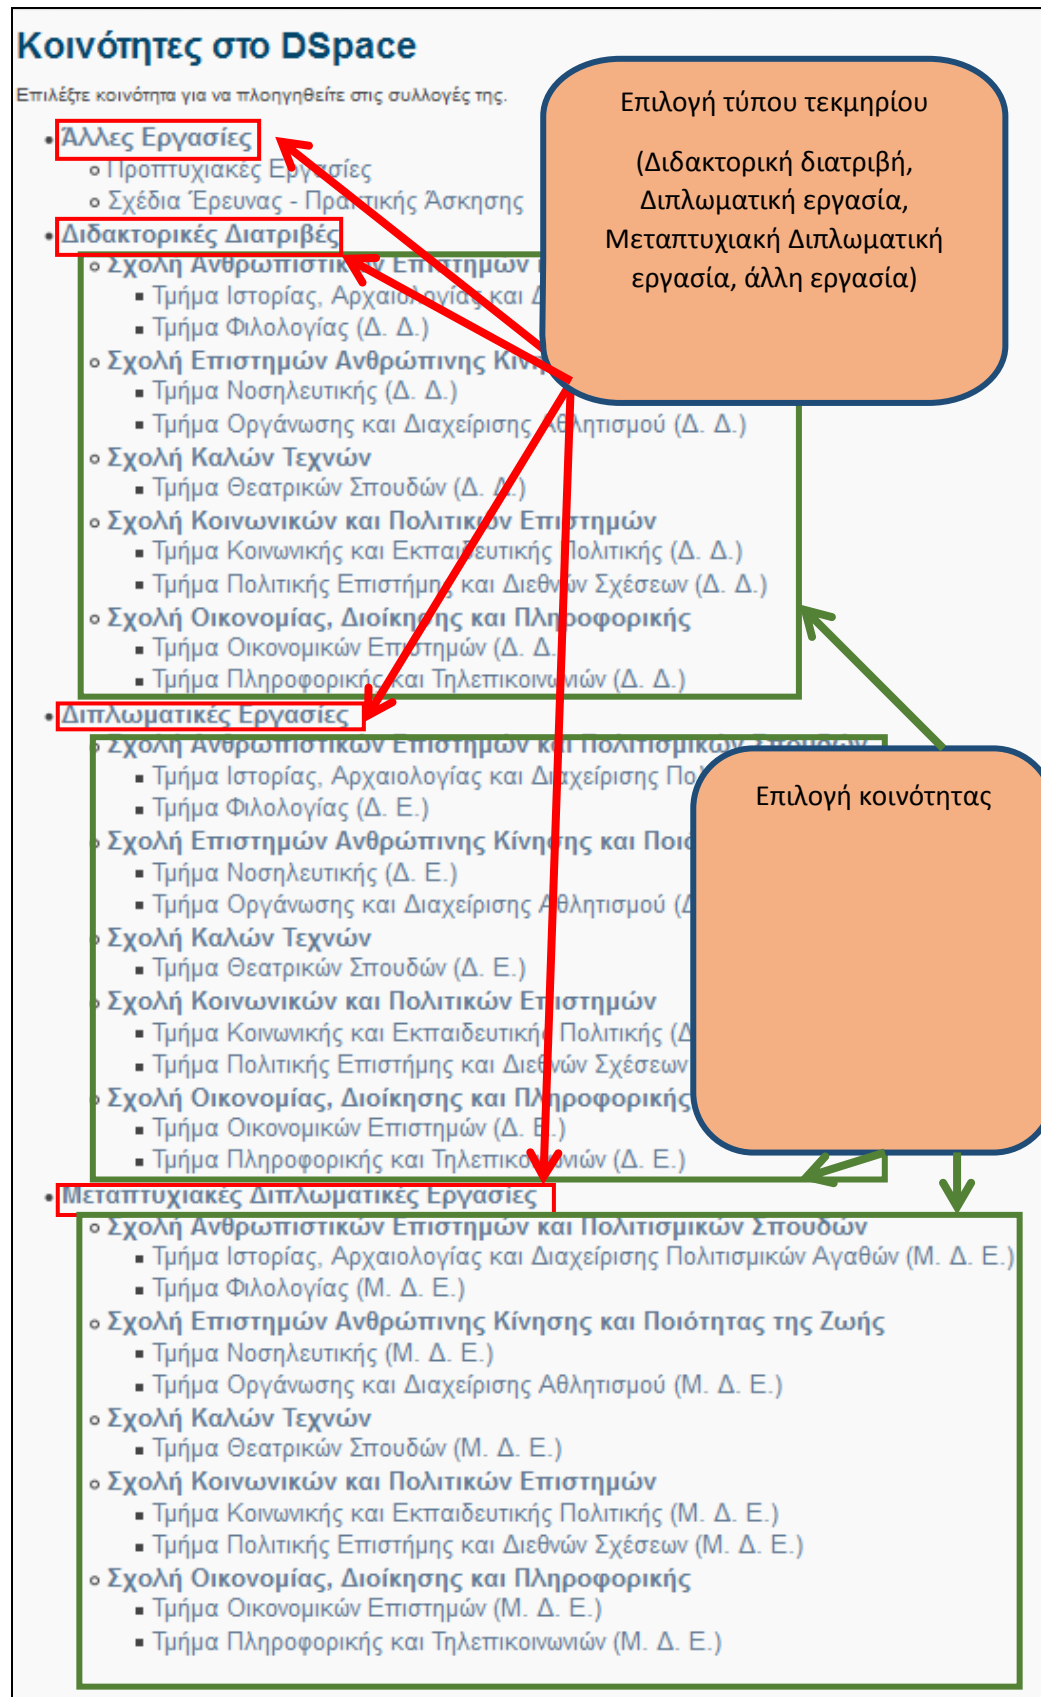 Κοινότητες στο DSpace
Επιλέξτε κοινότητα για να πλοηγηθείτε στις συλλογές της.
Άλλες Εργασίες
Προπτυχιακές Εργασίες
Σχέδια Έρευνας - Πρακτικής Άσκησης
Διδακτορικές Διατριβές
Σχολή Ανθρωπιστικών Επιστημών
Τμήμα Ιστορίας, Αρχαιολογίας και
Τμήμα Φιλολογίας (Δ. Δ.)
Σχολή Επιστημών Ανθρώπινης Κίνησ
Τμήμα Νοσηλευτικής (Δ. Δ.)
Τμήμα Οργάνωσης και Διαχείρισης Αθλητισμού (Δ. Δ.)
Σχολή Καλών Τεχνών
Τμήμα Θεατρικών Σπουδών (Δ. Δ.)
Σχολή Κοινωνικών και Πολιτικών Επιστημών
Τμήμα Κοινωνικής και Εκπαιδευτικής Πολιτικής (Δ. Δ.)
Τμήμα Πολιτικής Επιστήμης και Διεθνών Σχέσεων (Δ. Δ.)
Σχολή Οικονομίας, Διοίκησης και Πληροφορικής
Τμήμα Οικονομικών Επιστημών (Δ. Δ.
Τμήμα Πληροφορικής και Τηλεπικοινωνιών (Δ. Δ.)
Διπλωματικές Εργασίες
Σχολή Ανθρωπιστικών Επιστημών και Πολιτισμικών Σπουδών
Τμήμα Ιστορίας, Αρχαιολογίας και Διαχείρισης Πολ
Τμήμα Φιλολογίας (Δ. Ε.)
Σχολή Επιστημών Ανθρώπινης Κίνησης και Ποιό
Τμήμα Νοσηλευτικής (Δ. Ε.)
Τμήμα Οργάνωσης και Διαχείρισης Αθλητισμού (Δ
Σχολή Καλών Τεχνών
Τμήμα Θεατρικών Σπουδών (Δ. Ε.)
Σχολή Κοινωνικών και Πολιτικών Επιστημών
Τμήμα Κοινωνικής και Εκπαιδευτικής Πολιτικής (Δ
Τμήμα Πολιτικής Επιστήμης και Διεθνών Σχέσεων
Σχολή Οικονομίας, Διοίκησης και Πληροφορικής
Τμήμα Οικονομικών Επιστημών (Δ. Ε.)
Τμήμα Πληροφορικής και Τηλεπικοινωνιών (Δ. Ε.)
Μεταπτυχιακές Διπλωματικές Εργασίες
Σχολή Ανθρωπιστικών Επιστημών και Πολιτισμικών Σπουδών
Τμήμα Ιστορίας, Αρχαιολογίας και Διαχείρισης Πολιτισμικών Αγαθών (Μ. Δ. Ε.)
Τμήμα Φιλολογίας (Μ. Δ. Ε.)
Σχολή Επιστημών Ανθρώπινης Κίνησης και Ποιότητας της Ζωής
Τμήμα Νοσηλευτικής (Μ. Δ. Ε.)
Τμήμα Οργάνωσης και Διαχείρισης Αθλητισμού (Μ. Δ. Ε.)
Σχολή Καλών Τεχνών
Τμήμα Θεατρικών Σπουδών (Μ. Δ. Ε.)
Σχολή Κοινωνικών και Πολιτικών Επιστημών
Τμήμα Κοινωνικής και Εκπαιδευτικής Πολιτικής (Μ. Δ. Ε.)
Τμήμα Πολιτικής Επιστήμης και Διεθνών Σχέσεων (Μ. Δ. Ε.)
Σχολή Οικονομίας, Διοίκησης και Πληροφορικής
Τμήμα Οικονομικών Επιστημών (Μ. Δ. Ε.)
Τμήμα Πληροφορικής και Τηλεπικοινωνιών (Μ. Δ. Ε.)
Επιλογή τύπου τεκμηρίου
(Διδακτορική διατριβή,
Διπλωματική εργασία,
Μεταπτυχιακή Διπλωματική
εργασία, άλλη εργασία)
Επιλογή κοινότητας